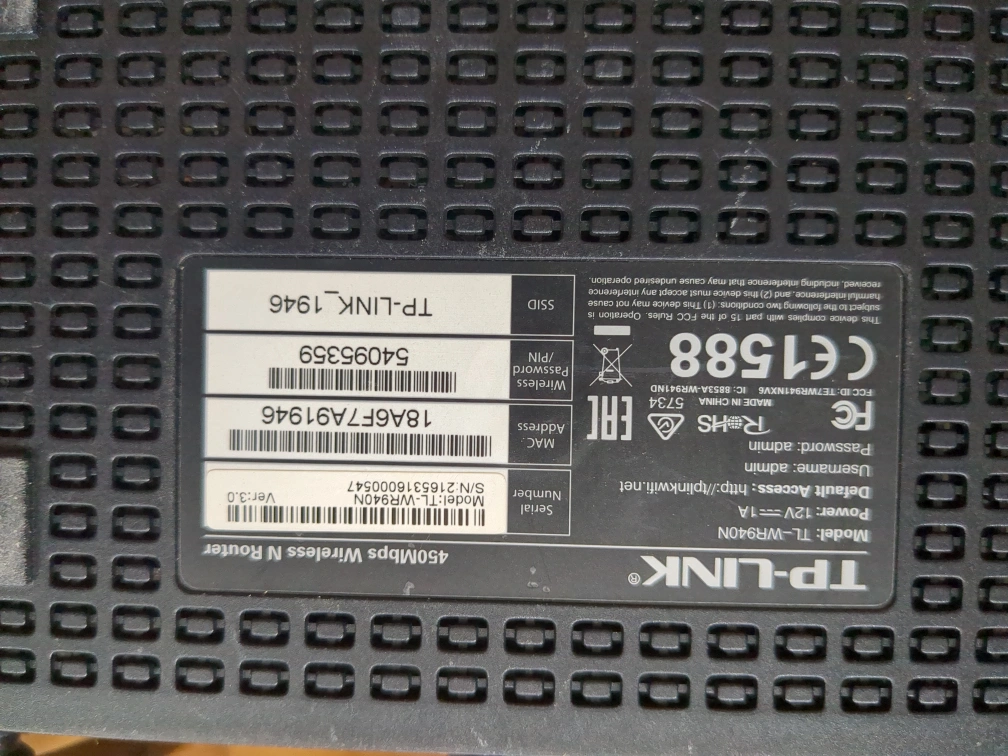 TP-LINK®
450Mbps Wireless N Router
Model: TL-WR940N
Power: 12V⎓1A
Default Access: http://tplinkwifi.net
Username: admin
Password: admin
FC
RoHS
5734
EAC
MADE IN CHINA
FCC ID: TE7WR941NXV6 IC: 8853A-WR941ND
CE1588
This device complies with part 15 of the FCC Rules. Operation is
subject to the following two conditions: (1) This device may not cause
harmful interference, and (2) this device must accept any interference
received, including interference that may cause undesired operation.
Serial
Number
Model:TL-WR940N Ver:3.0
S/N:2165316000547
MAC
Address
18A6F7A91946
Wireless
Password
/PIN
54095359
SSID
TP-LINK_1946